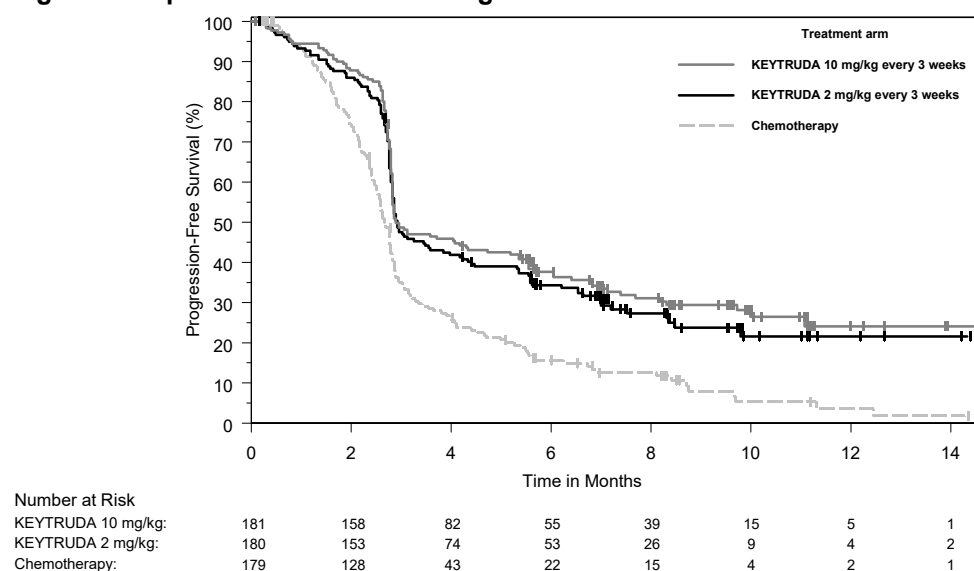 100
90
80
70
60
50
40
30
20
10
0
Progression-Free Survival (%)
Treatment arm
KEYTRUDA 10 mg/kg every 3 weeks
KEYTRUDA 2 mg/kg every 3 weeks
Chemotherapy
0 2 4 6 8 10 12 14
Time in Months
Number at Risk
KEYTRUDA 10 mg/kg: 181 158 82 55 39 15 5 1
KEYTRUDA 2 mg/kg: 180 153 74 53 26 9 4 2
Chemotherapy: 179 128 43 22 15 4 2 1